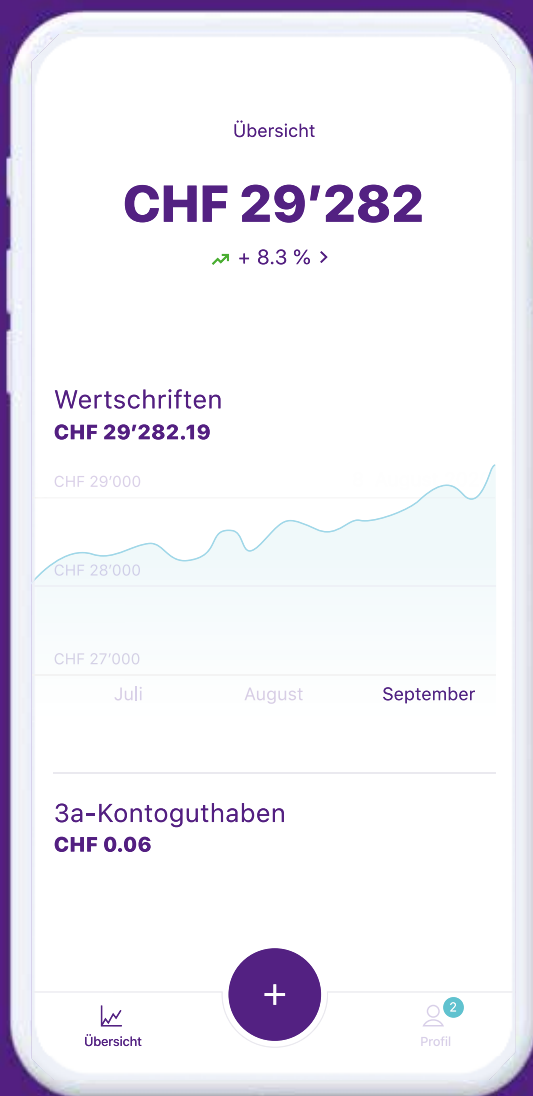 Übersicht
CHF 29’282
+ 8.3 %
Wertschriften
CHF 29’282.19
CHF 29’000
CHF 28’000
CHF 27’000
Juli August September
3a-Kontoguthaben
CHF 0.06
+
2
Übersicht Profil